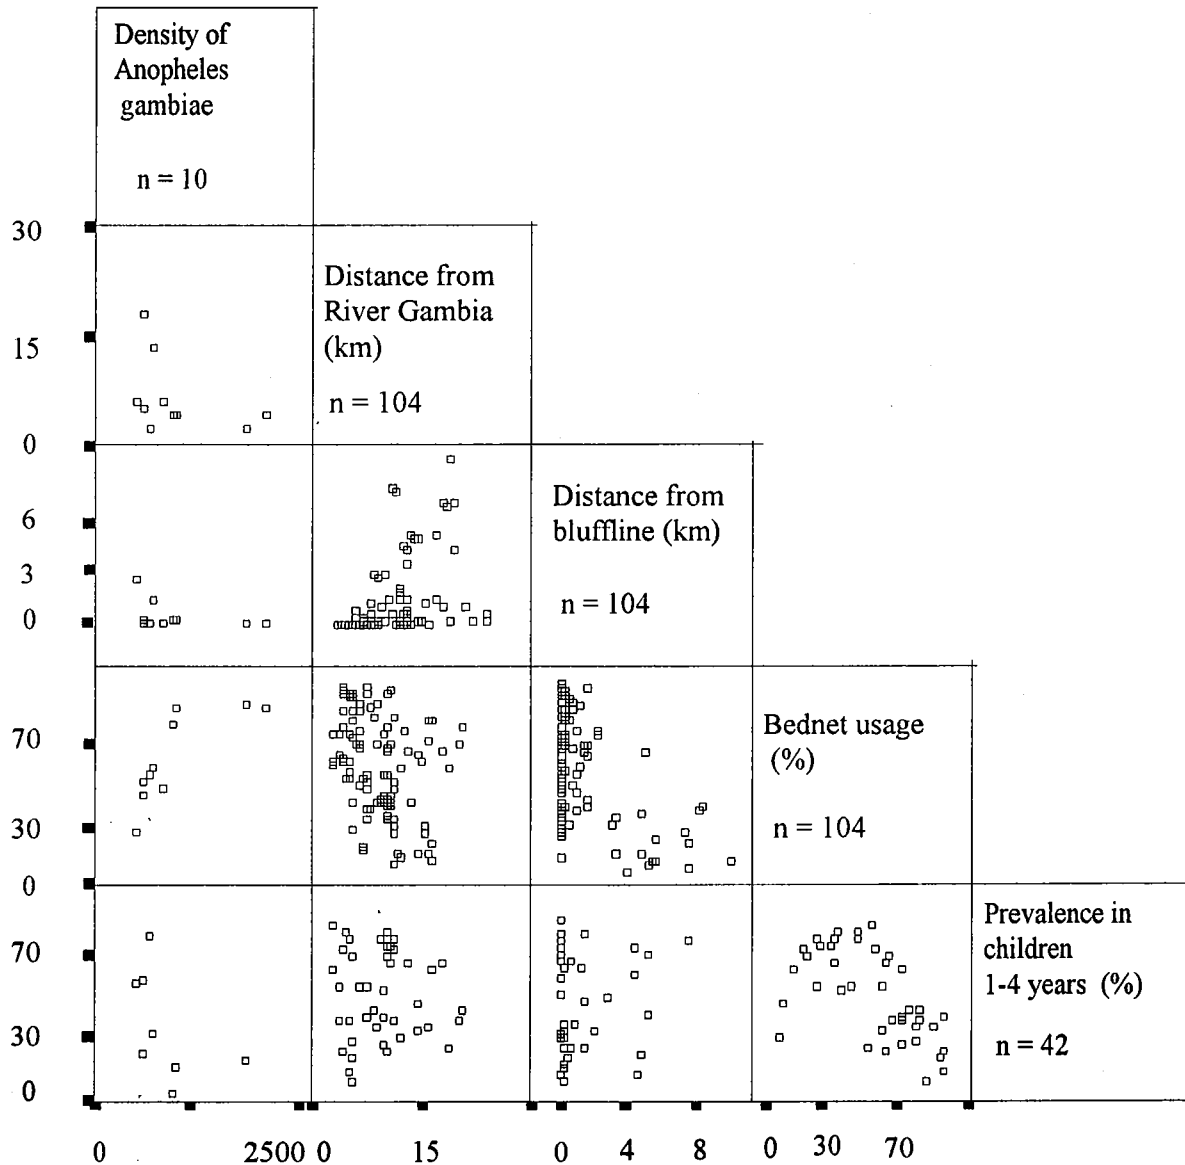 Density of
Anopheles
gambiae
n = 10
30
15
0
Distance from
River Gambia
(km)
n = 104
6
3
0
Distance from
bluffline (km)
n = 104
70
30
0
Bednet usage
(%)
n = 104
70
30
0
Prevalence in
children
1-4 years (%)
n = 42
0 2500 0 15 0 4 8 0 30 70